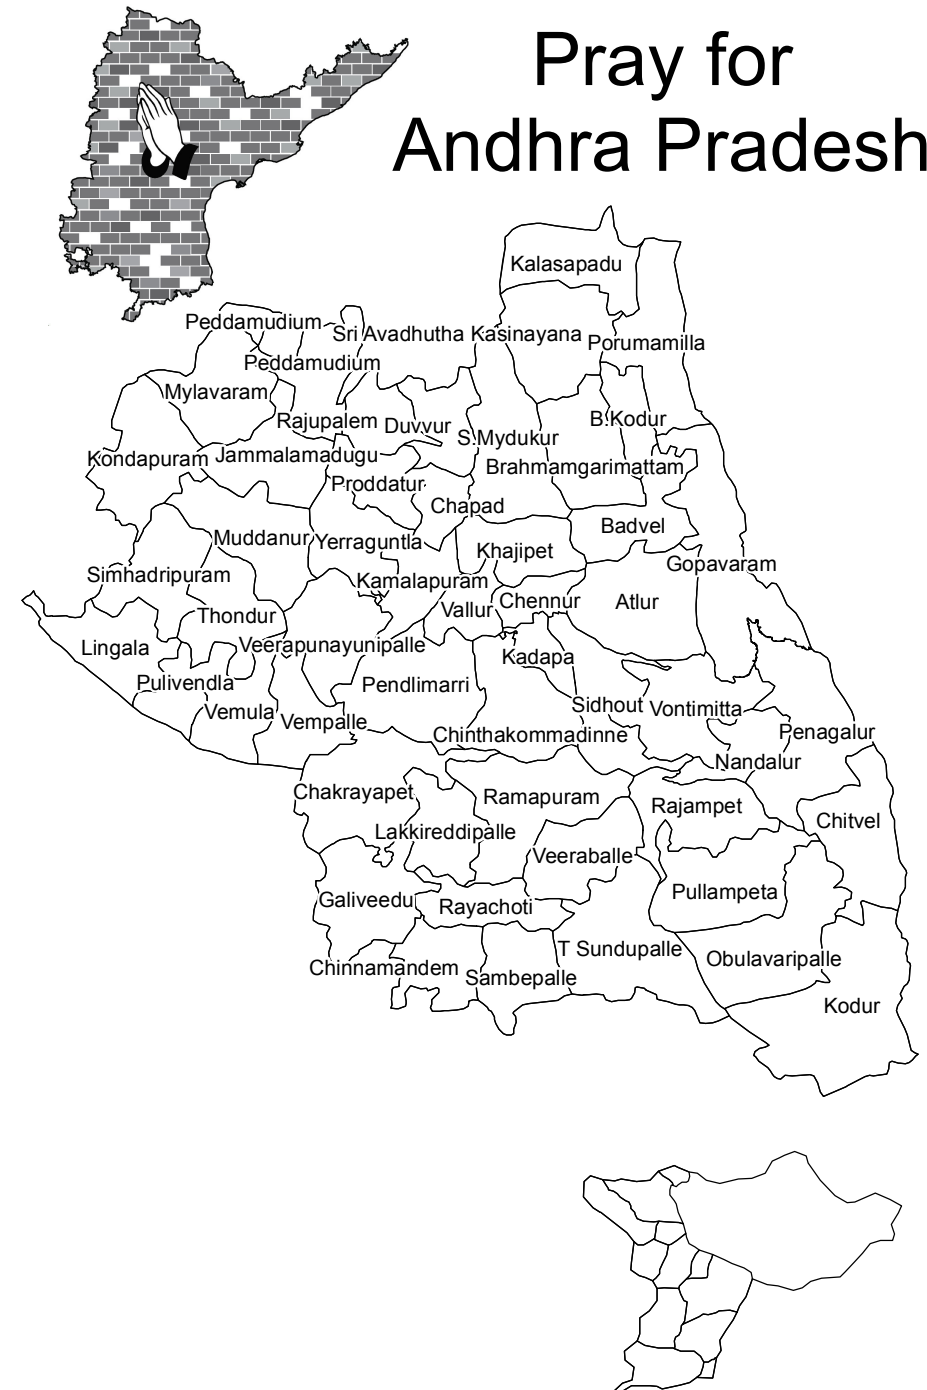 Pray for
Andhra Pradesh
Kalasapadu
Peddamudium
Sri Avadhutha Kasinayana
Porumamilla
Peddamudium
Mylavaram
Rajupalem
Duvvur
B.Kodur
S.Mydukur
Kondapuram
Jammalamadugu
Brahmamgarimattam
Proddatur
Chapad
Badvel
Muddanur
Yerraguntla
Khajipet
Gopavaram
Simhadripuram
Kamalapuram
Chennur
Atlur
Vallur
Thondur
Lingala
Veerapunayunipalle
Kadapa
Pulivendla
Pendlimarri
Sidhout
Vontimitta
Vemula
Vempalle
Chinthakommadinne
Penagalur
Nandalur
Chakrayapet
Ramapuram
Rajampet
Chitvel
Lakkireddipalle
Veeraballe
Pullampeta
Galiveedu
Rayachoti
T Sundupalle
Obulavaripalle
Chinnamandem
Sambepalle
Kodur